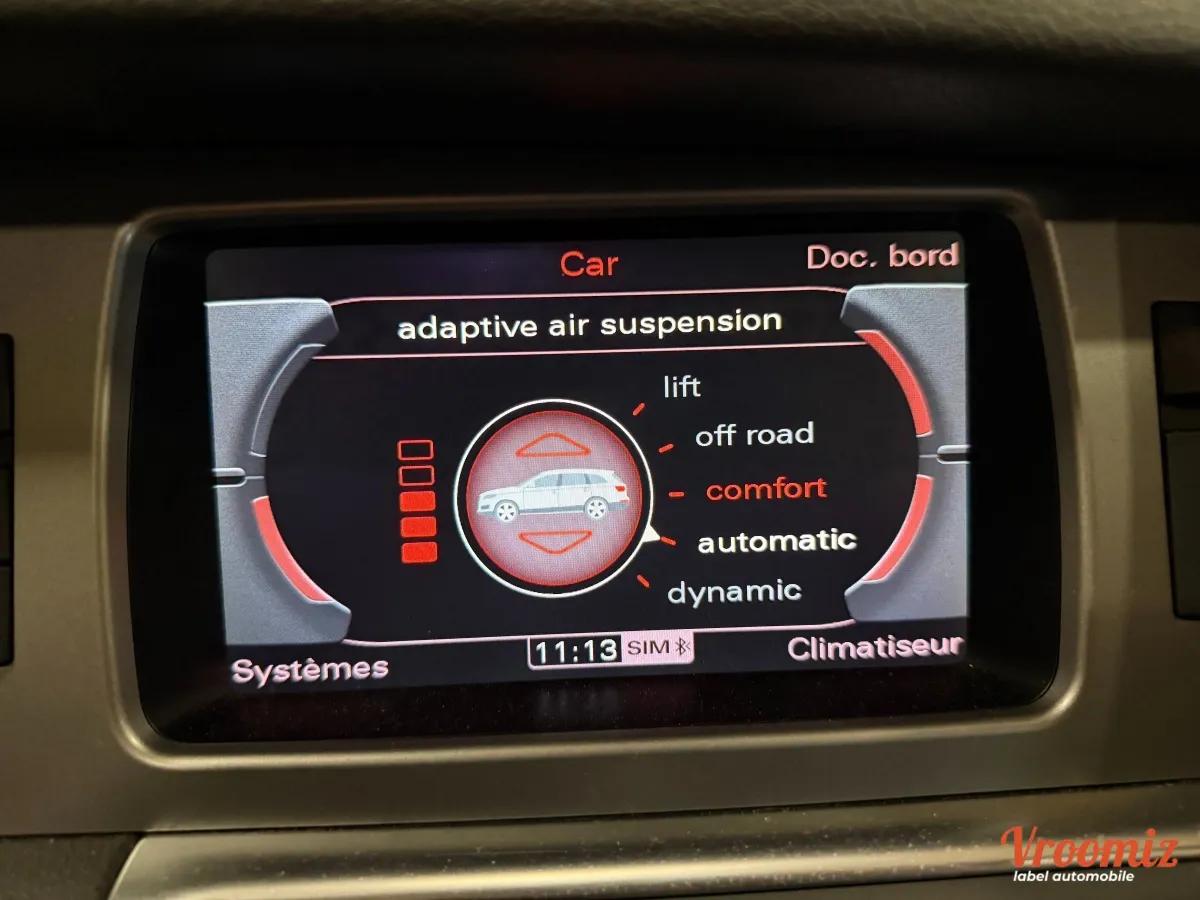 Car
Doc. bord
adaptive air suspension
lift
off road
comfort
automatic
dynamic
Systèmes
11:13 SIM
Climatiseur
Vroomiz
label automobile